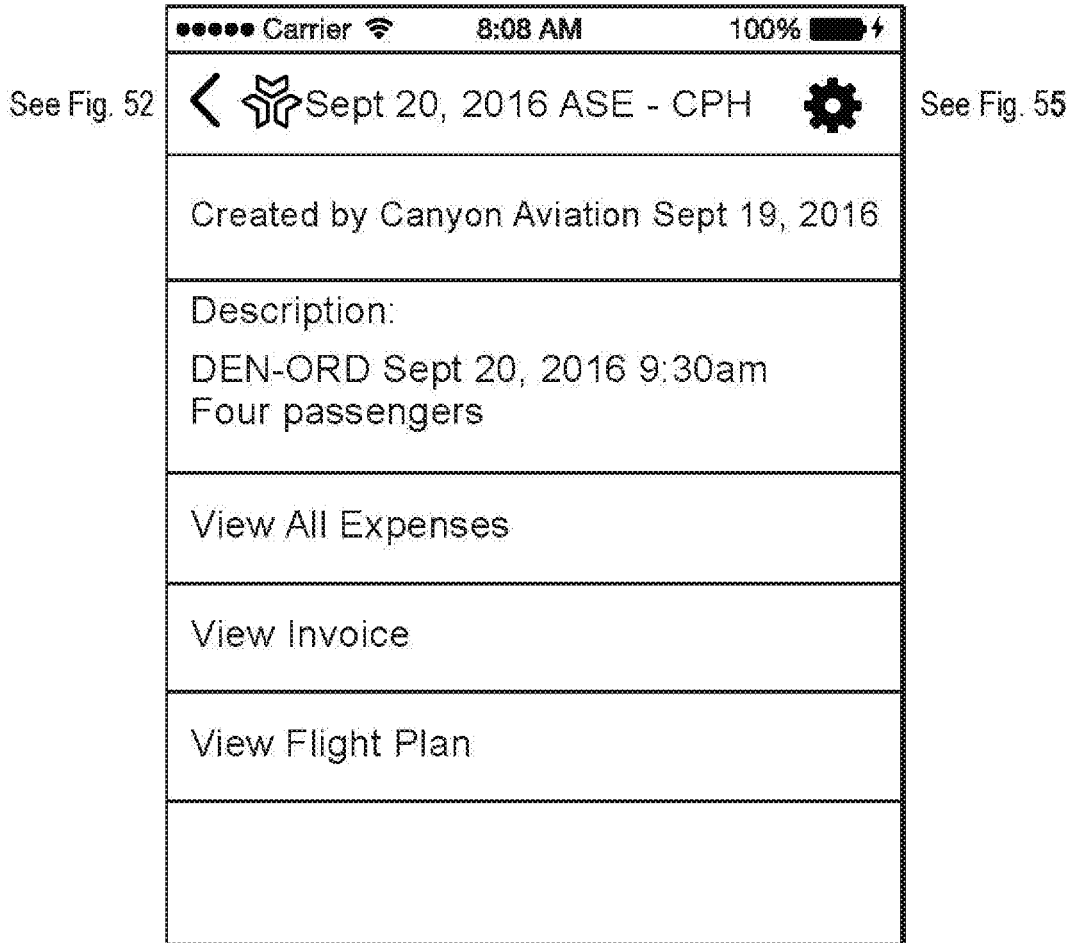 Carrier 8:08 AM 100%
See Fig. 52 Sept 20, 2016 ASE - CPH See Fig. 55
Created by Canyon Aviation Sept 19, 2016
Description:
DEN-ORD Sept 20, 2016 9:30am
Four passengers
View All Expenses
View Invoice
View Flight Plan